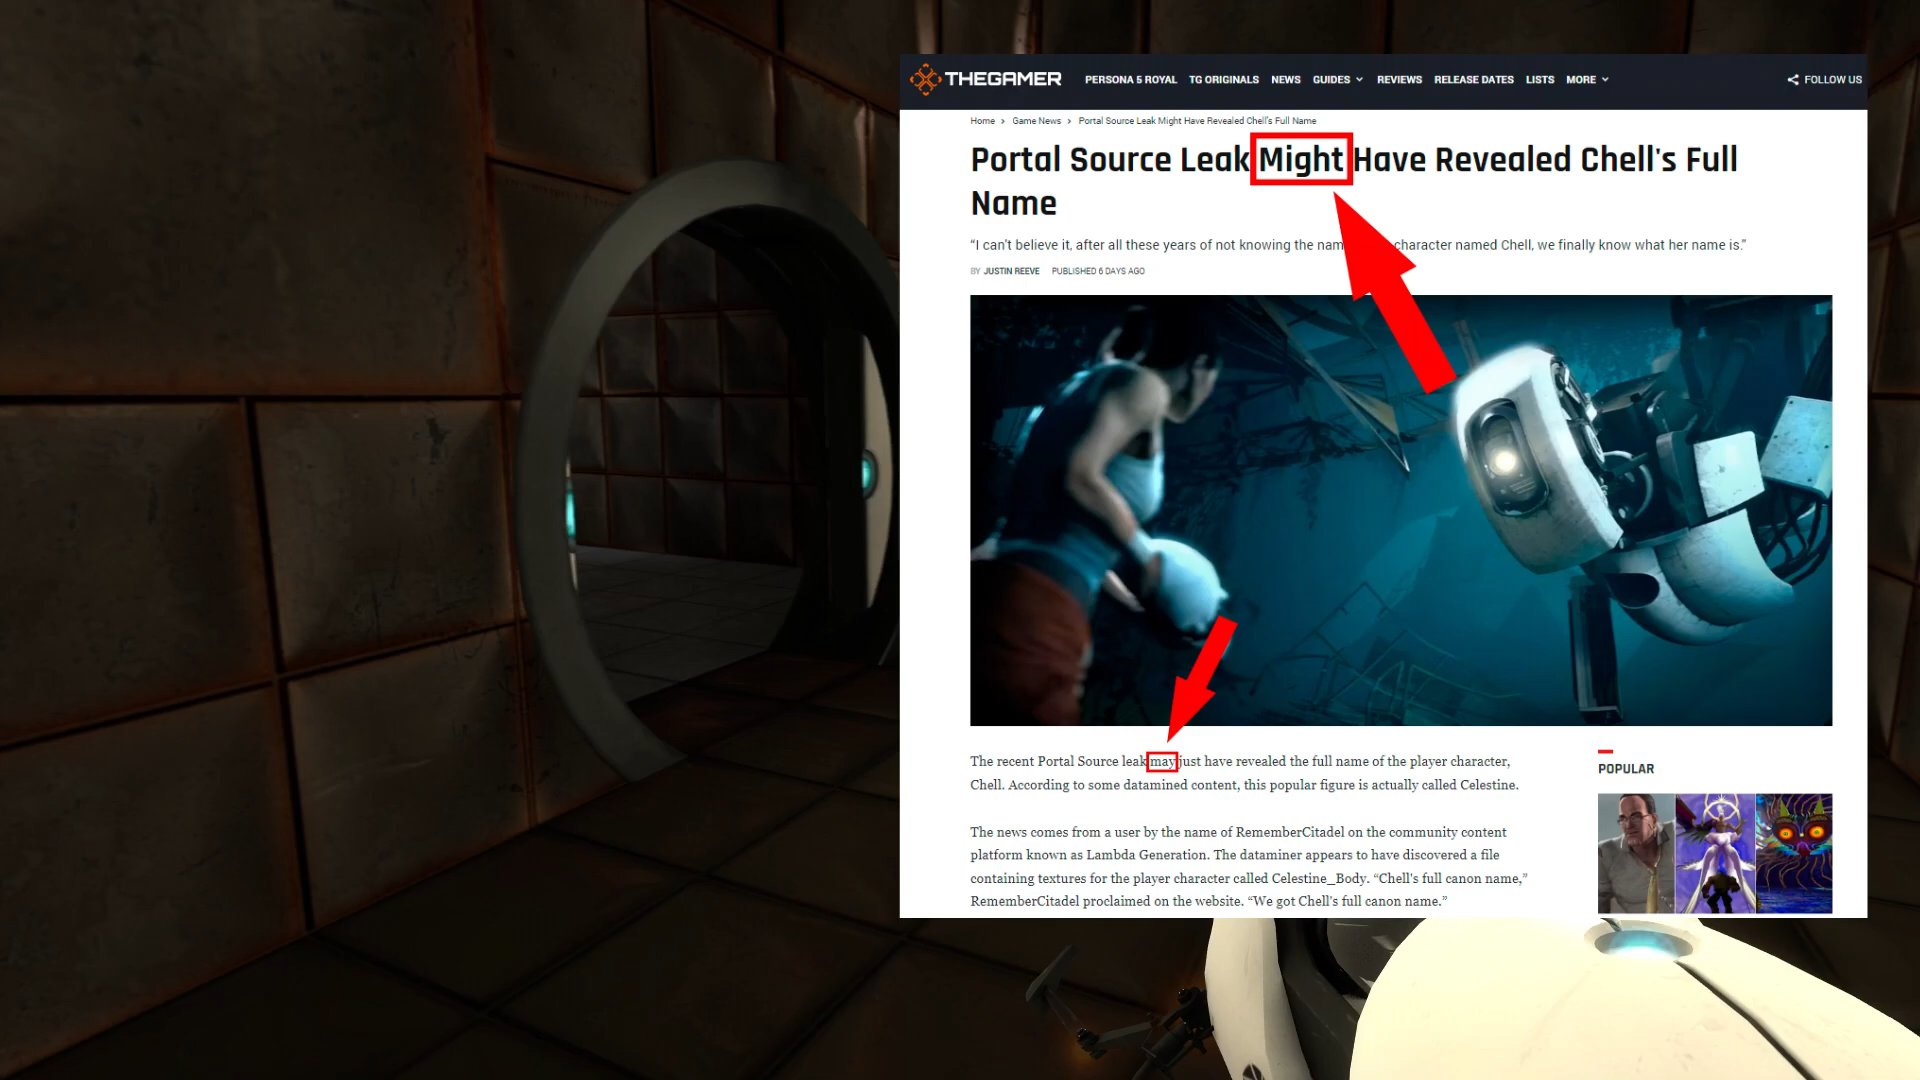 THEGAMER
PERSONA 5 ROYAL TG ORIGINALS NEWS GUIDES REVIEWS RELEASE DATES LISTS MORE FOLLOW US
Home > Game News > Portal Source Leak Might Have Revealed Chell's Full Name
Portal Source Leak Might Have Revealed Chell's Full
Name
“I can't believe it, after all these years of not knowing the character named Chell, we finally know what her name is.”
BY JUSTIN REEVE PUBLISHED 6 DAYS AGO
The recent Portal Source leak may just have revealed the full name of the player character,
Chell. According to some datamined content, this popular figure is actually called Celestine.
The news comes from a user by the name of RememberCitadel on the community content
platform known as Lambda Generation. The dataminer appears to have discovered a file
containing textures for the player character called Celestine_Body. “Chell's full canon name,”
RememberCitadel proclaimed on the website. “We got Chell's full canon name.”
POPULAR